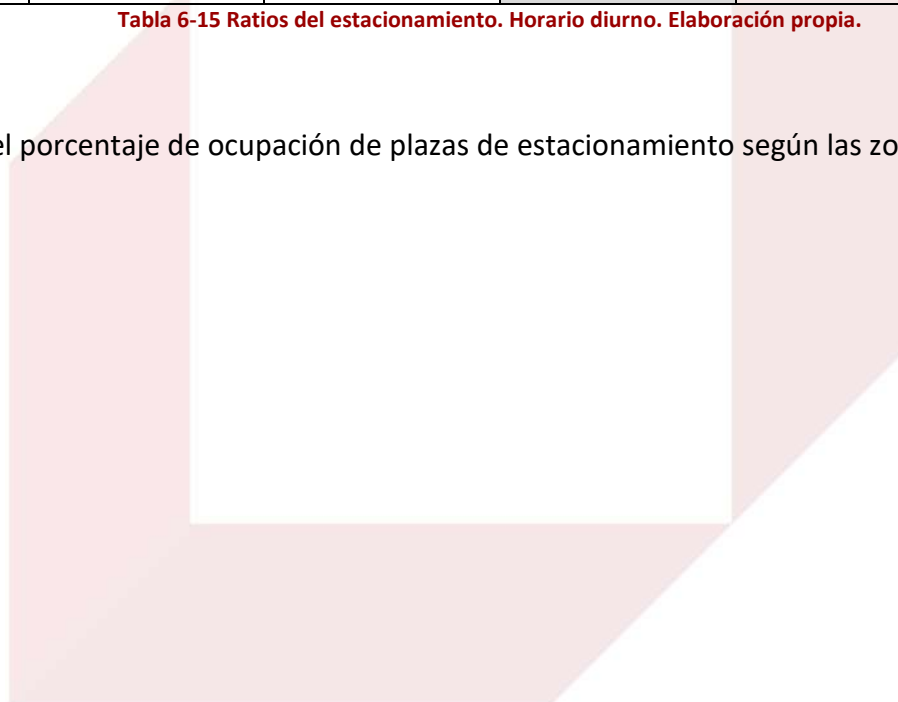 Tabla 6-15 Ratios del estacionamiento. Horario diurno. Elaboración propia.
el porcentaje de ocupación de plazas de estacionamiento según las zo